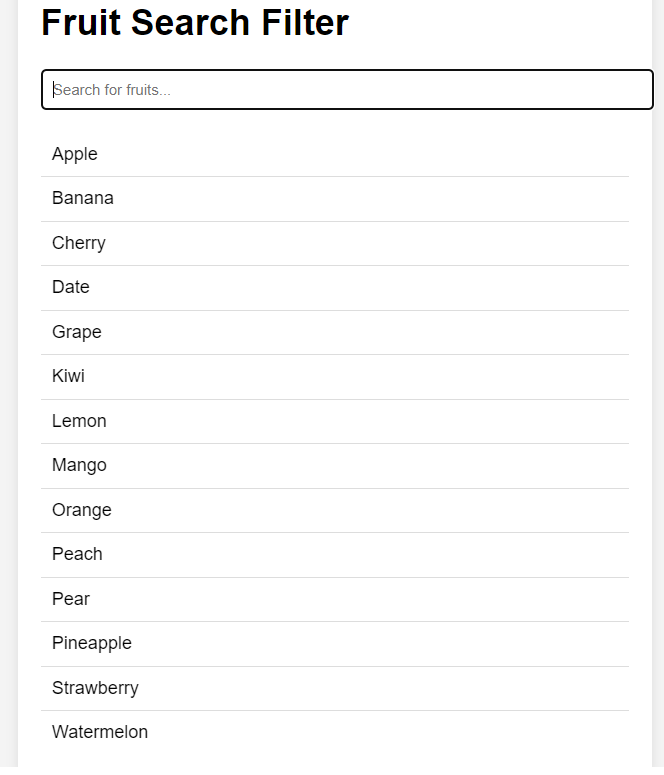 Fruit Search Filter
Search for fruits...
Apple
Banana
Cherry
Date
Grape
Kiwi
Lemon
Mango
Orange
Peach
Pear
Pineapple
Strawberry
Watermelon